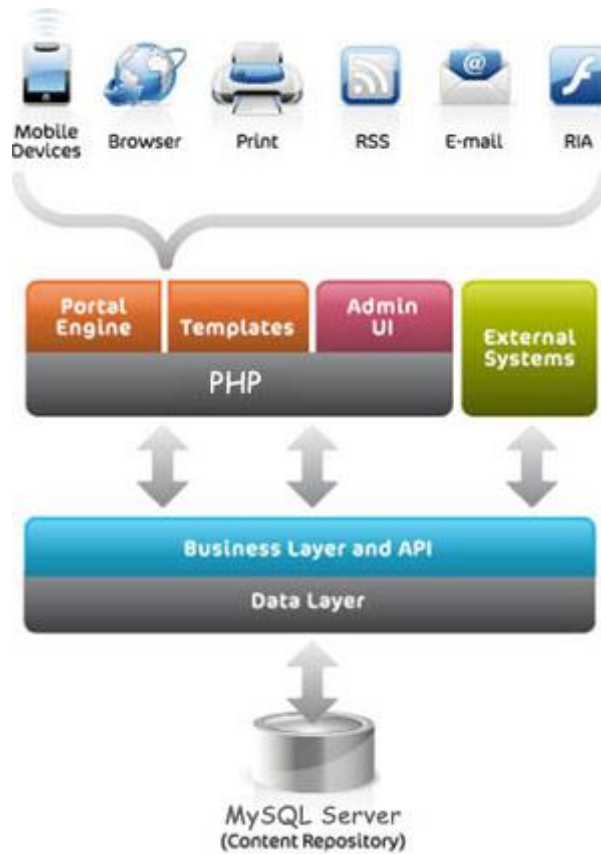 Mobile
Devices
Browser
Print
RSS
E-mail
RIA
Portal
Engine
Templates
Admin
UI
External
Systems
PHP
Business Layer and API
Data Layer
MySQL Server
(Content Repository)